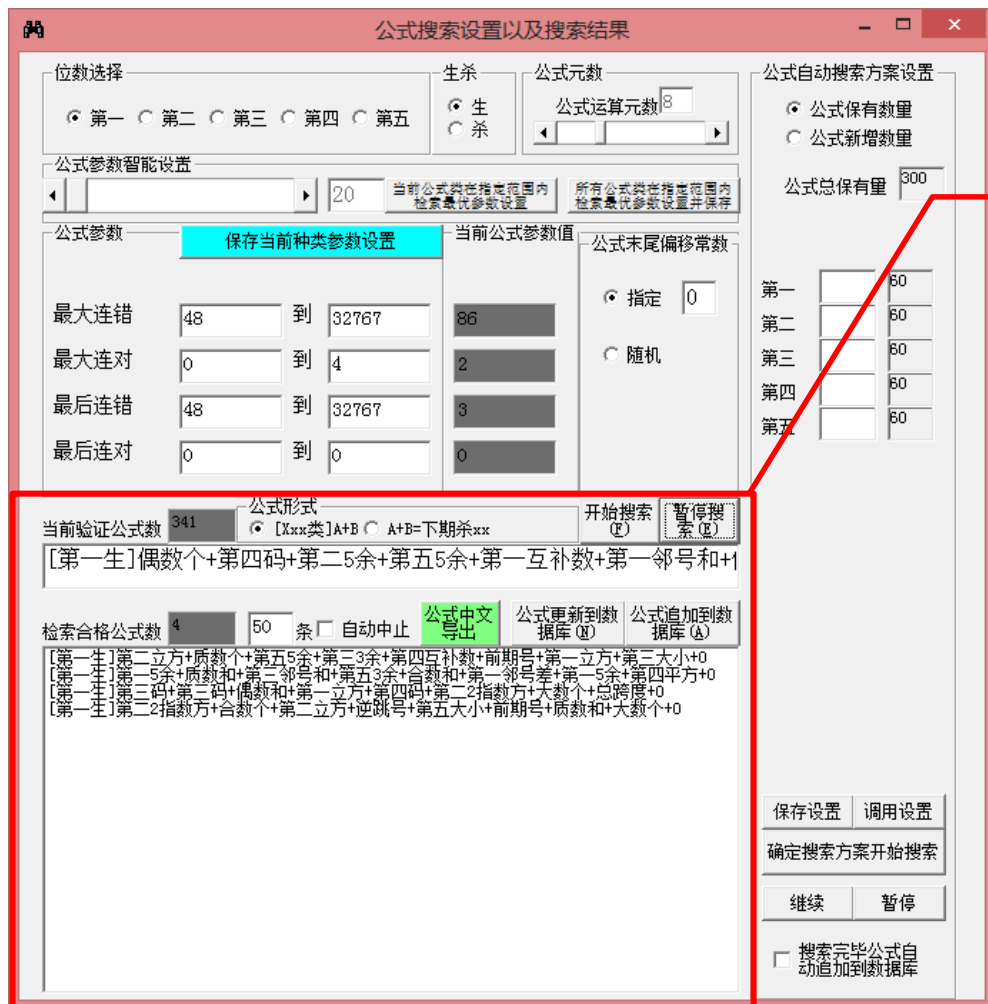 公式搜索设置以及搜索结果
位数选择
第一 第二 第三 第四 第五
生杀
生
杀
公式元数
公式运算元数 8
公式自动搜索方案设置
公式保有数量
公式新增数量
公式总保有量 300
公式参数智能设置
20
当前公式类在指定范围内
检索最优参数设置
所有公式类在指定范围内
检索最优参数设置并保存
公式参数
保存当前种类参数设置
当前公式参数值
公式末尾偏移常数
指定 0
随机
最大连错 48 到 32767 86
最大连对 0 到 4 2
最后连错 48 到 32767 3
最后连对 0 到 0 0
第一 60
第二 60
第三 60
第四 60
第五 60
当前验证公式数 341
公式形式
[Xxx类]A+B A+B=下期杀xx
开始搜索
(F)
暂停搜
索(E)
[第一生]偶数个+第四码+第二5余+第五5余+第一互补数+第一邻号和+
检索合格公式数 4
50 条 自动中止
公式中文
导出
公式更新到数
据库(N)
公式追加到数
据库(A)
[第一生]第二立方+质数个+第五5余+第三3余+第四互补数+前期号+第一立方+第三大小+0
[第一生]第一5余+质数和+第三邻号和+第五3余+合数和+第一邻号差+第一5余+第四平方+0
[第一生]第三码+第三码+偶数和+第一立方+第四码+第二2指数方+大数个+总跨度+0
[第一生]第二2指数方+合数个+第二立方+逆跳号+第五大小+前期号+质数和+大数个+0
保存设置 调用设置
确定搜索方案开始搜索
继续 暂停
搜索完毕公式自
动追加到数据库